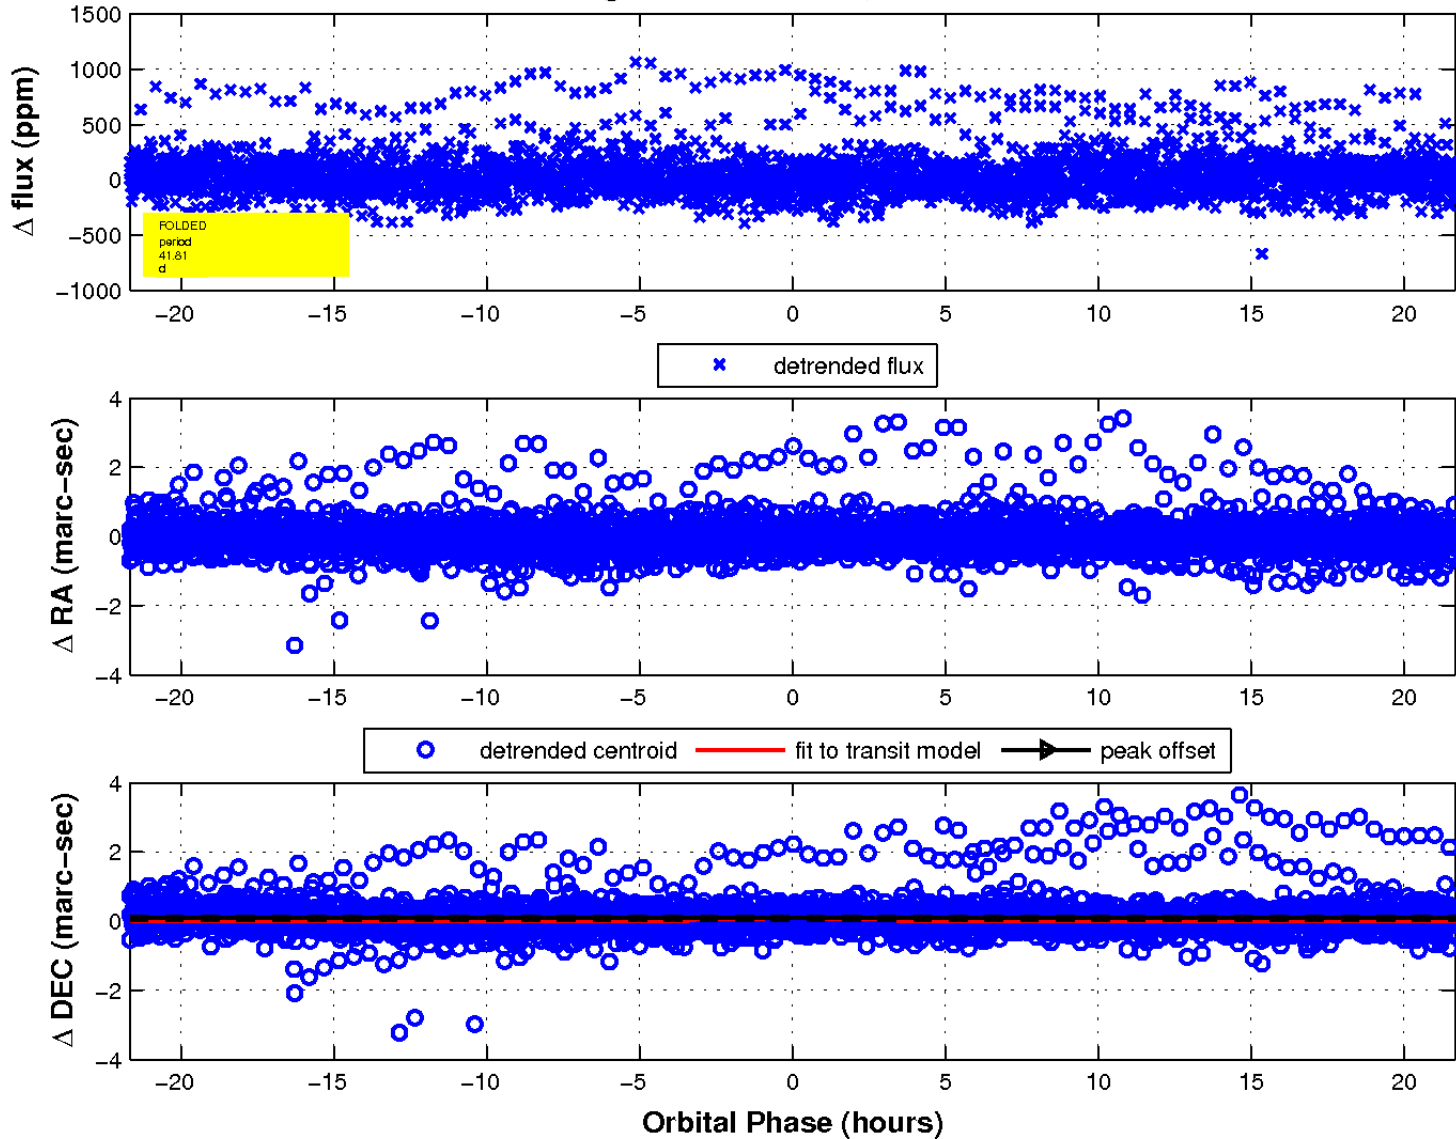 1500
1000
500
0
−500
−1000
Δ flux (ppm)
FOLDED
period
41.81
d
−20 −15 −10 −5 0 5 10 15 20
detrended flux
4
2
0
−2
−4
Δ RA (marc−sec)
−20 −15 −10 −5 0 5 10 15 20
detrended centroid fit to transit model peak offset
4
2
0
−2
−4
Δ DEC (marc−sec)
−20 −15 −10 −5 0 5 10 15 20
Orbital Phase (hours)